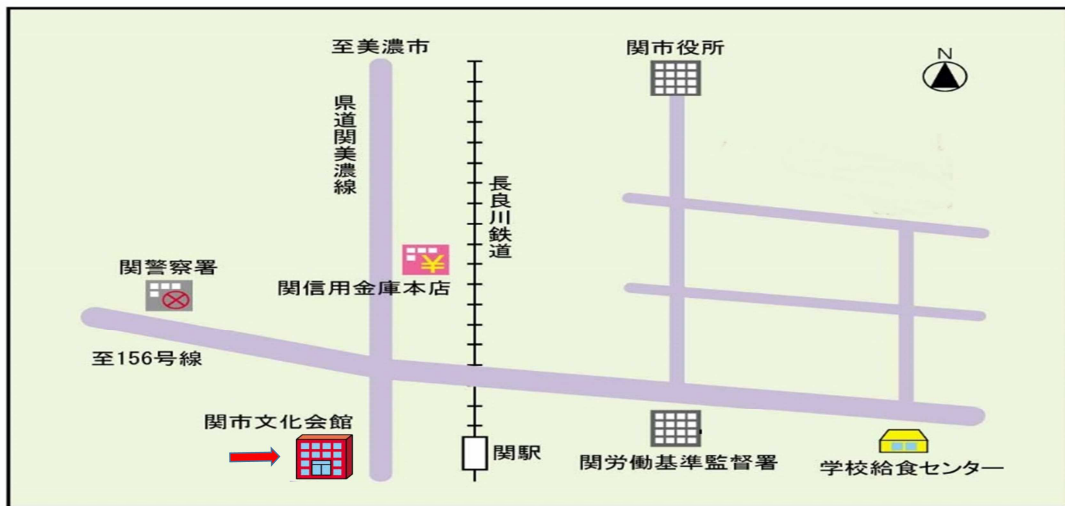 至美濃市
関市役所
N
県道関美濃線
長良川鉄道
関警察署
関信用金庫本店
至156号線
関市文化会館
関駅
関労働基準監督署
学校給食センター